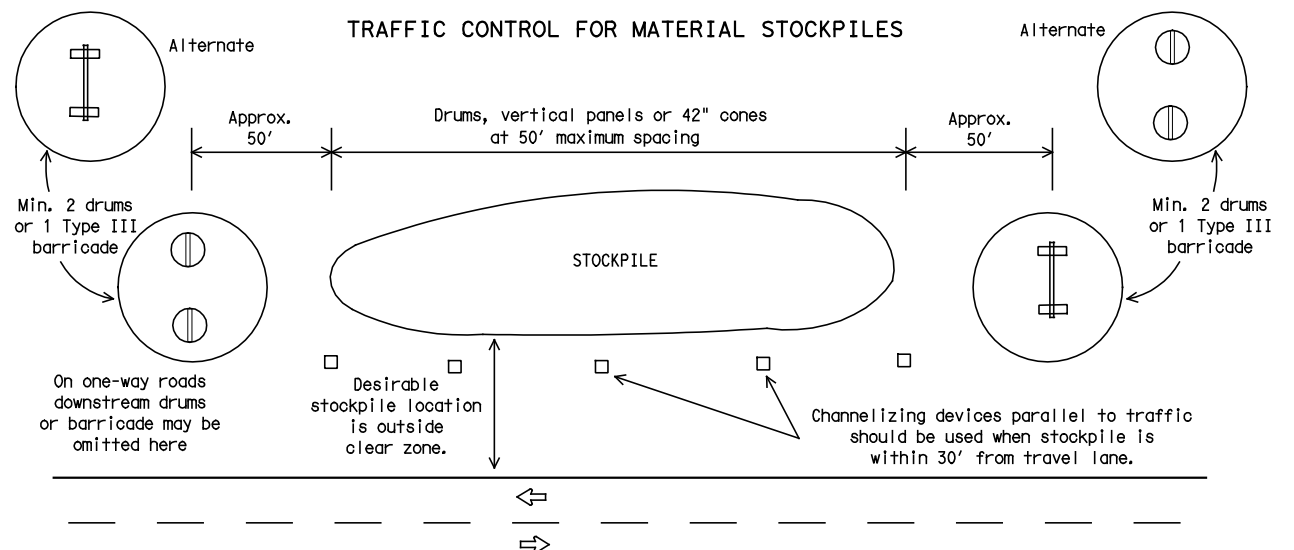 TRAFFIC CONTROL FOR MATERIAL STOCKPILES
Alternate
Alternate
Approx.
50'
Drums, vertical panels or 42" cones
at 50' maximum spacing
Approx.
50'
Min. 2 drums
or 1 Type III
barricade
Min. 2 drums
or 1 Type III
barricade
STOCKPILE
On one-way roads
downstream drums
or barricade may be
omitted here
Desirable
stockpile location
is outside
clear zone.
Channelizing devices parallel to traffic
should be used when stockpile is
within 30' from travel lane.